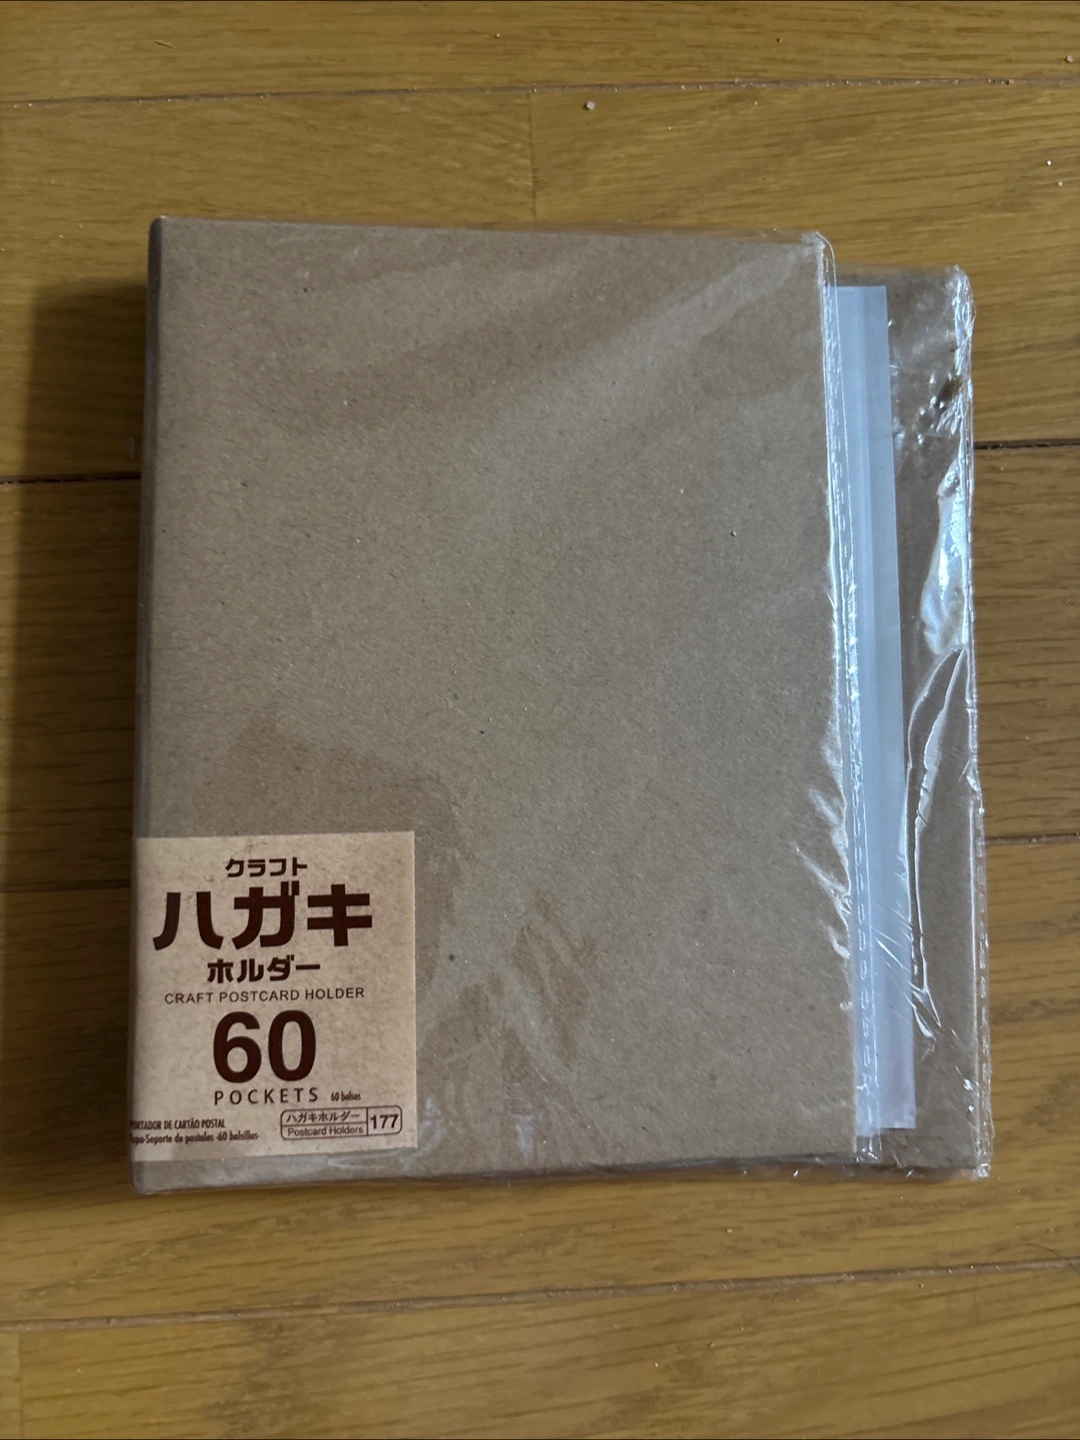 クラフト
ハガキ
ホルダー
CRAFT POSTCARD HOLDER
60
POCKETS 60 bolsos
PORTADOR DE CARTÃO POSTAL
-Soporte de postales -60 bolsillos-
ハガキホルダー
Postcard Holders
177